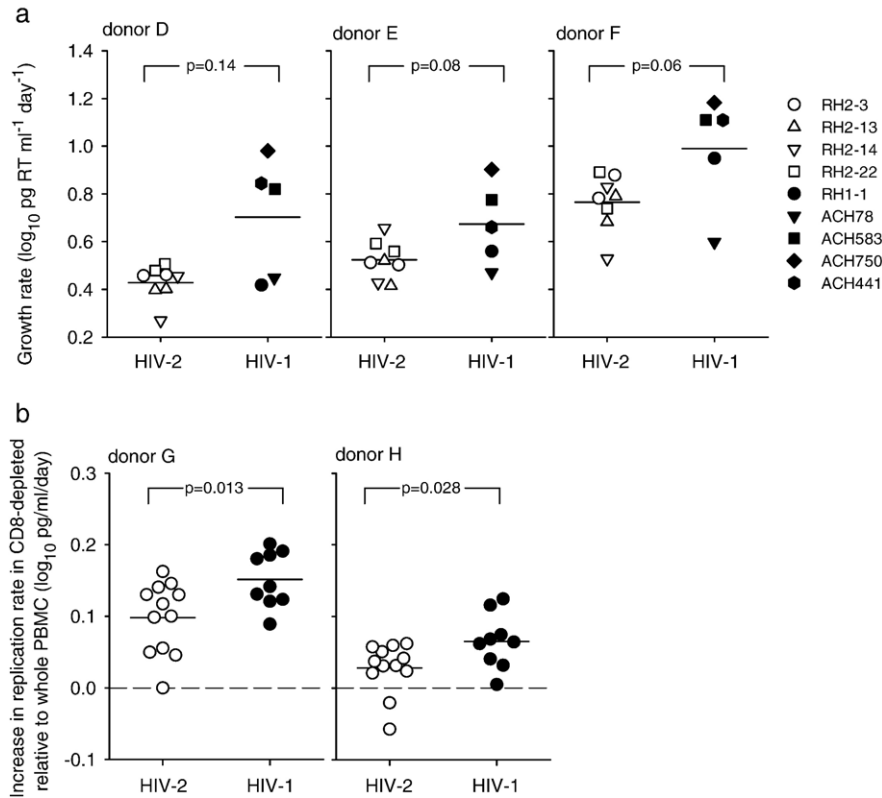 a
donor D
donor E
donor F
Growth rate (log10 pg RT ml-1 day-1)
1.4
1.2
1.0
0.8
0.6
0.4
0.2
p=0.14
p=0.08
p=0.06
HIV-2
HIV-1
HIV-2
HIV-1
HIV-2
HIV-1
RH2-3
RH2-13
RH2-14
RH2-22
RH1-1
ACH78
ACH583
ACH750
ACH441
b
donor G
donor H
Increase in replication rate in CD8-depleted
relative to whole PBMC (log10 pg/ml/day)
0.3
0.2
0.1
0.0
-0.1
p=0.013
p=0.028
HIV-2
HIV-1
HIV-2
HIV-1